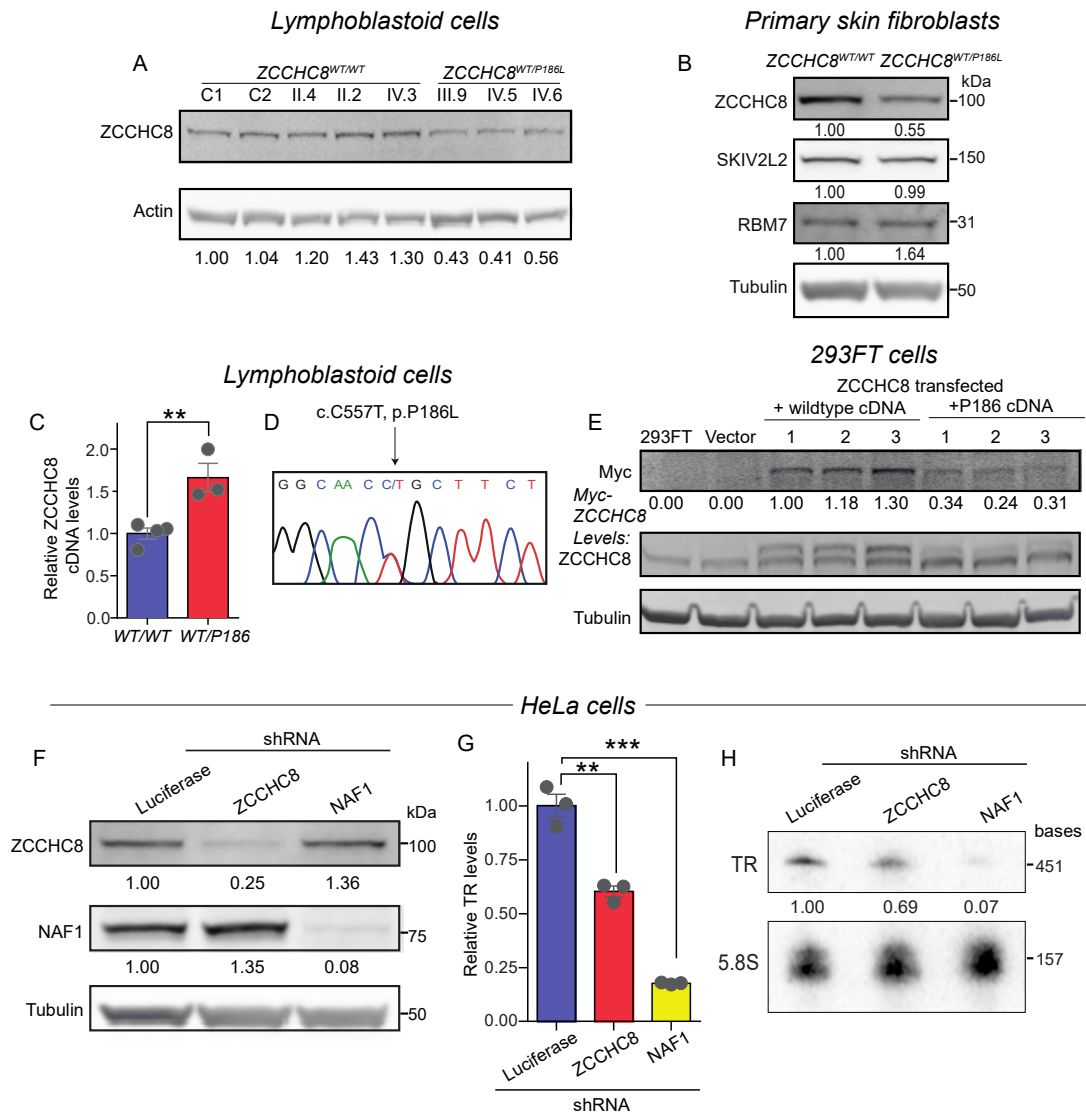 Lymphoblastoid cells
A
ZCCHC8WT/WT ZCCHC8WT/P186L
C1 C2 II.4 II.2 IV.3 III.9 IV.5 IV.6
ZCCHC8
Actin
1.00 1.04 1.20 1.43 1.30 0.43 0.41 0.56
Primary skin fibroblasts
B
ZCCHC8WT/WT ZCCHC8WT/P186L
kDa
ZCCHC8 100
1.00 0.55
SKIV2L2 150
1.00 0.99
RBM7 31
1.00 1.64
Tubulin 50
Lymphoblastoid cells
C
**
Relative ZCCHC8
cDNA levels
2.0
1.5
1.0
0.5
0.0
WT/WT WT/P186
c.C557T, p.P186L
D
G G C A A C C/T G C T T C T
293FT cells
ZCCHC8 transfected
+ wildtype cDNA +P186 cDNA
E
293FT Vector 1 2 3 1 2 3
Myc
0.00 0.00 1.00 1.18 1.30 0.34 0.24 0.31
Myc-
ZCCHC8
Levels:
ZCCHC8
Tubulin
HeLa cells
F
shRNA
Luciferase ZCCHC8 NAF1
kDa
ZCCHC8 100
1.00 0.25 1.36
NAF1 75
1.00 1.35 0.08
Tubulin 50
G
***
**
Relative TR levels
1.00
0.75
0.50
0.25
0.00
Luciferase ZCCHC8 NAF1
shRNA
H
shRNA
Luciferase ZCCHC8 NAF1
bases
TR 451
1.00 0.69 0.07
5.8S 157